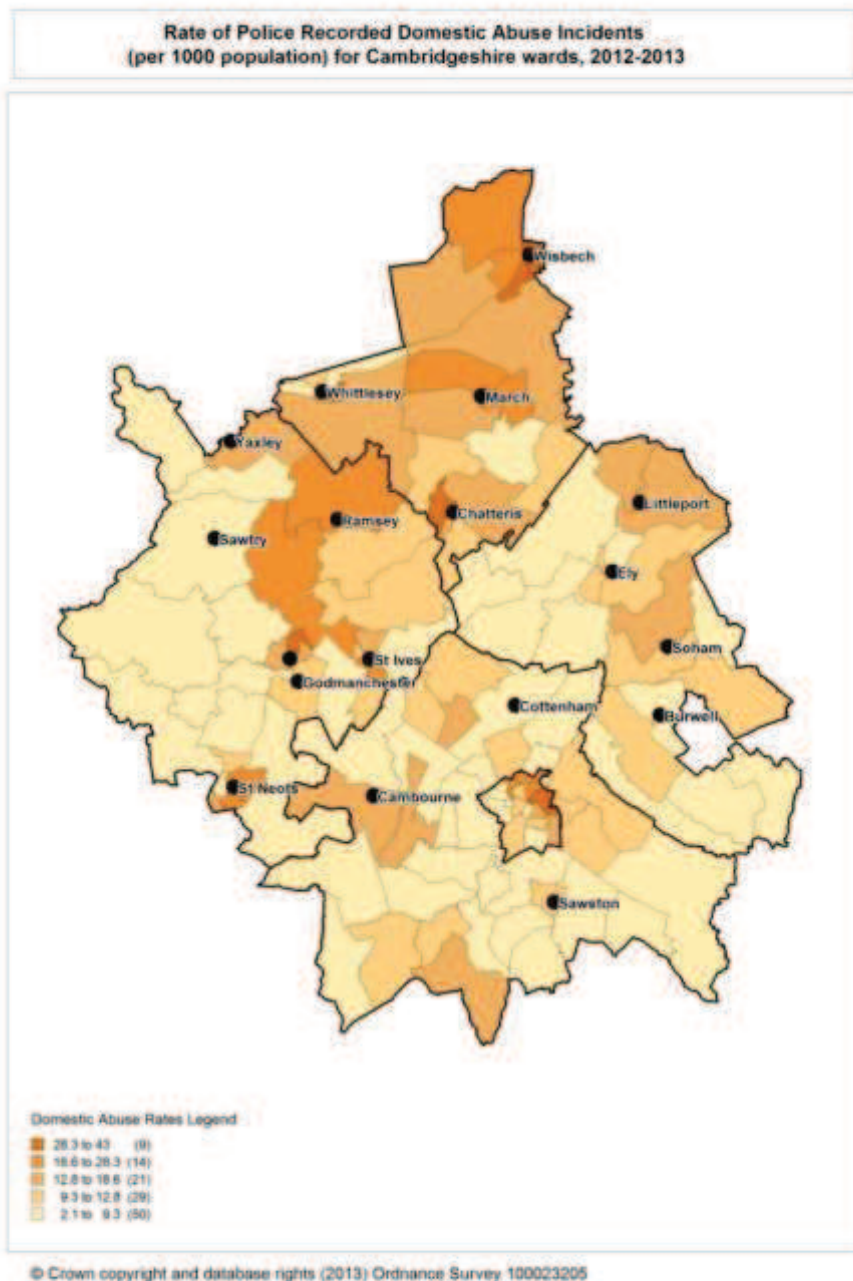 Rate of Police Recorded Domestic Abuse Incidents
(per 1000 population) for Cambridgeshire wards, 2012-2013
Wisbech
Whittlesey
March
Yaxley
Littleport
Chatteris
Ramsey
Sawtry
Ely
Soham
St Ives
Godmanchester
Cottenham
Burwell
St Neots
Cambourne
Sawston
Domestic Abuse Rates Legend
28.3 to 43 (9)
18.6 to 28.3 (14)
12.8 to 18.6 (21)
9.3 to 12.8 (29)
2.1 to 9.3 (50)
© Crown copyright and database rights (2013) Ordnance Survey 100023205